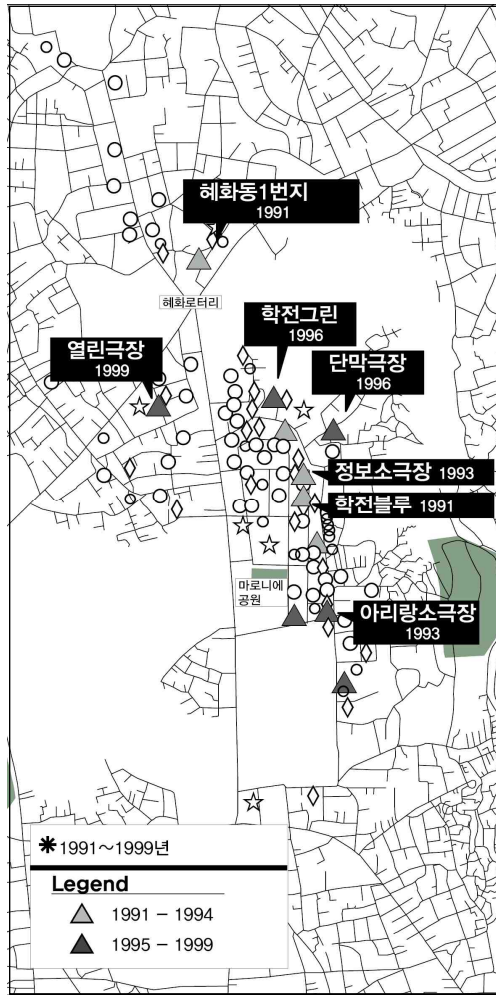 혜화동1번지
1991
혜화로터리
학전그린
1996
열린극장
1999
단막극장
1996
정보소극장 1993
학전블루 1991
마로니에
공원
아리랑소극장
1993
1991~1999년
Legend
1991 - 1994
1995 - 1999